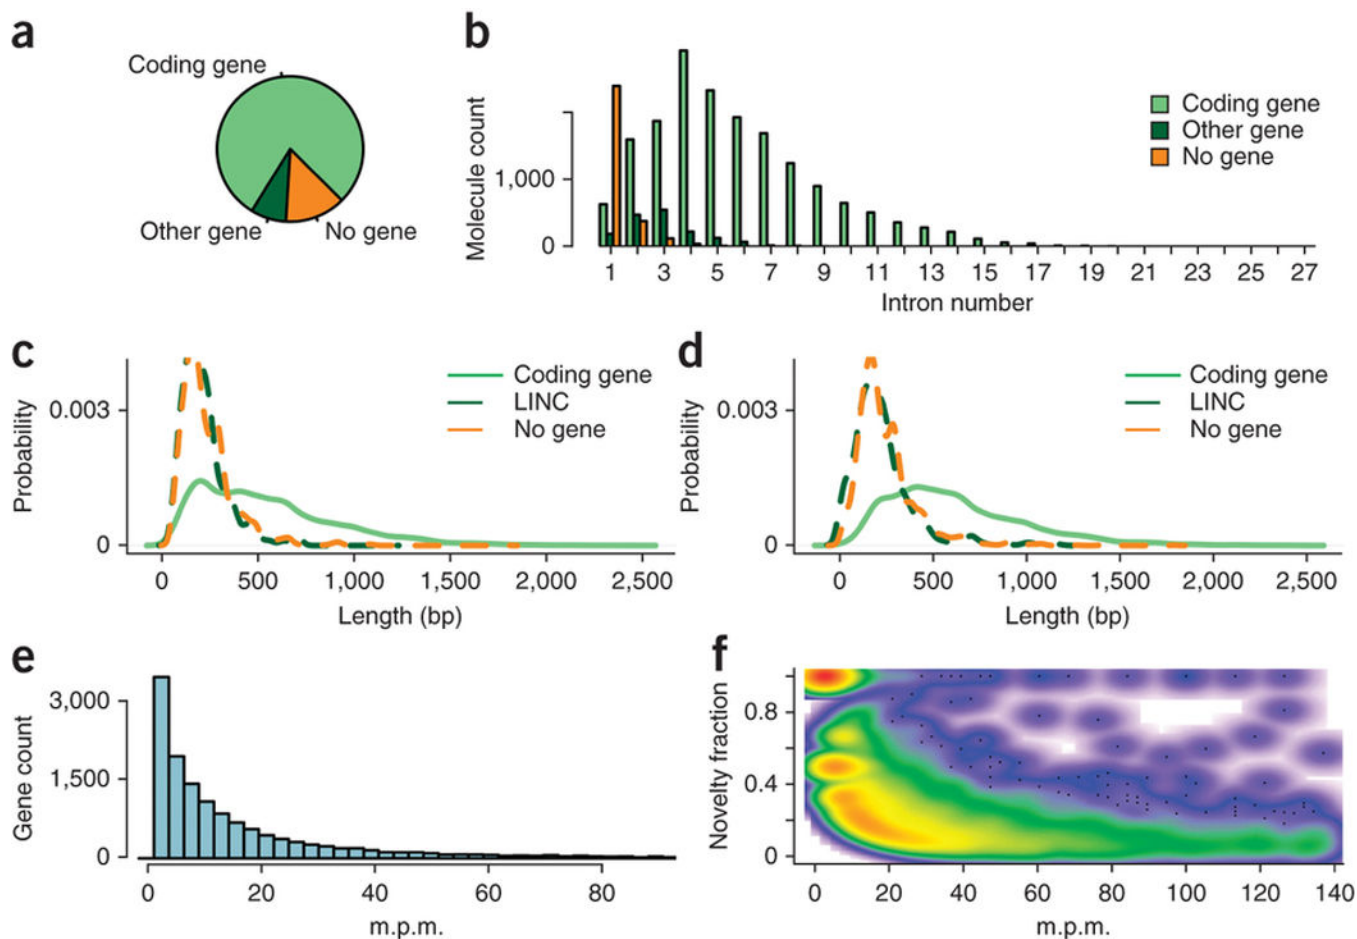 a
Coding gene
Other gene
No gene
b
Molecule count
1,000
0
Coding gene
Other gene
No gene
1 3 5 7 9 11 13 15 17 19 21 23 25 27
Intron number
c
Probability
0.003
0
Coding gene
LINC
No gene
0 500 1,000 1,500 2,000 2,500
Length (bp)
d
Probability
0.003
0
Coding gene
LINC
No gene
0 500 1,000 1,500 2,000 2,500
Length (bp)
e
Gene count
3,000
1,500
0
0 20 40 60 80
m.p.m.
f
Novelty fraction
0.8
0.4
0
0 20 40 60 80 100 120 140
m.p.m.